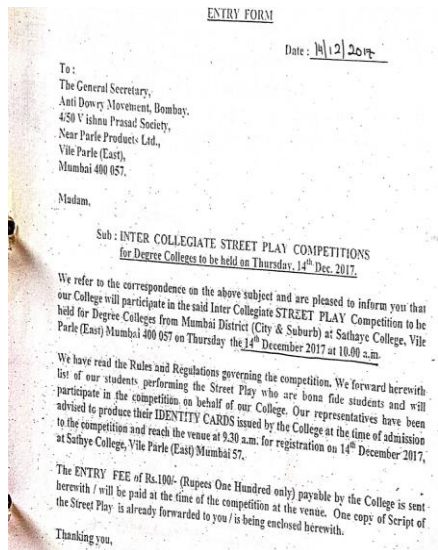 ENTRY FORM
Date: 14/12/2017
To:
The General Secretary,
Anti Dowry Movement, Bombay.
4/50 Vishnu Prasad Society,
Near Parle Products Ltd.,
Vile Parle (East),
Mumbai 400 057.
Madam,
Sub : INTER COLLEGIATE STREET PLAY COMPETITIONS
for Degree Colleges to be held on Thursday, 14th Dec. 2017.
We refer to the correspondence on the above subject and are pleased to inform you that
our College will participate in the said Inter Collegiate STREET PLAY Competition to be
held for Degree Colleges from Mumbai District (City & Suburb) at Sathaye College, Vile
Parle (East) Mumbai 400 057 on Thursday the 14th December 2017 at 10.00 a.m.
We have read the Rules and Regulations governing the competition. We forward herewith
list of our students performing the Street Play who are bona fide students and will
participate in the competition on behalf of our College. Our representatives have been
advised to produce their IDENTITY CARDS issued by the College at the time of admission
to the competition and reach the venue at 9.30 a.m. for registration on 14th December 2017,
at Sathye College, Vile Parle (East) Mumbai 57.
The ENTRY FEE of Rs.100/- (Rupees One Hundred only) payable by the College is sent
herewith / will be paid at the time of the competition at the venue. One copy of Script of
the Street Play is already forwarded to you / is being enclosed herewith.
Thanking you,